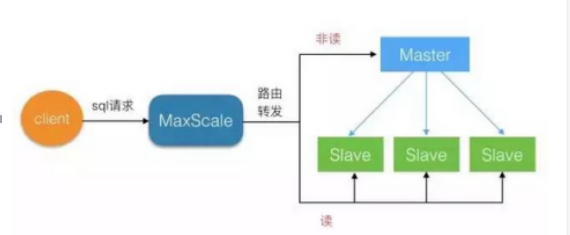 非读
Master
client
sql请求
MaxScale
路由
转发
Slave
Slave
Slave
读